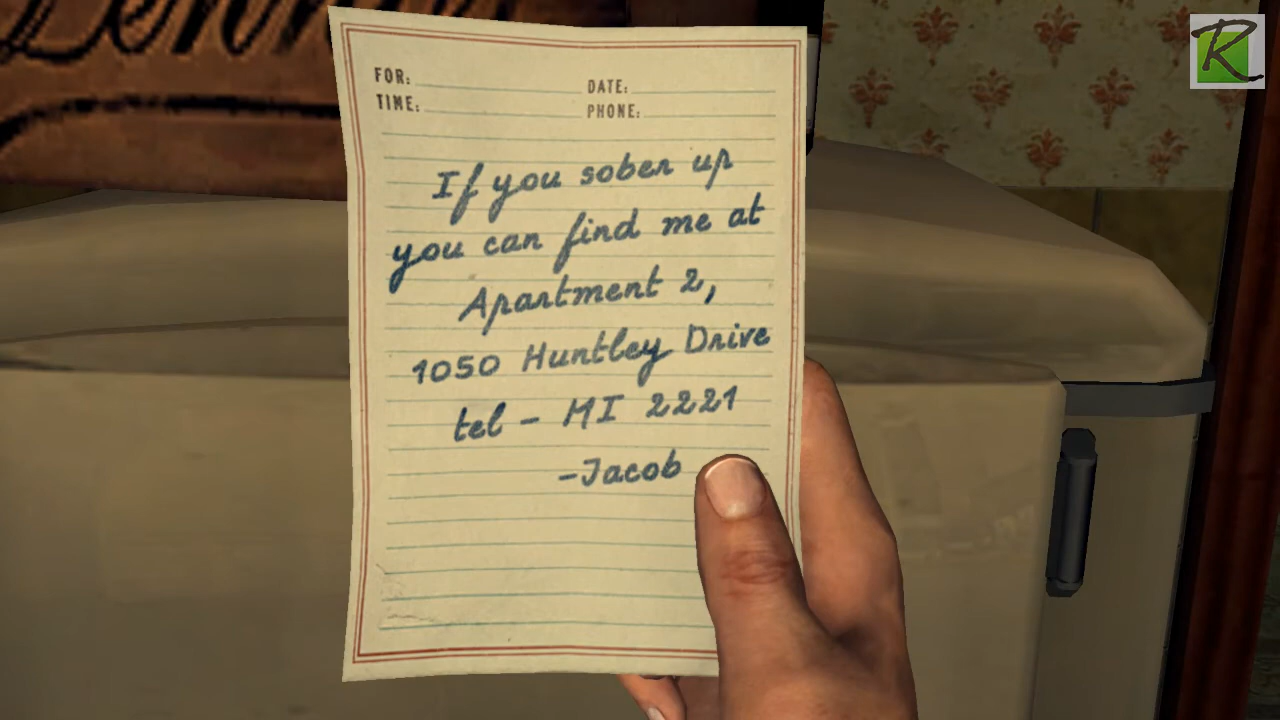 FOR:
DATE:
TIME:
PHONE:
If you sober up
you can find me at
Apartment 2,
1050 Huntley Drive
tel - MI 2221
-Jacob
R